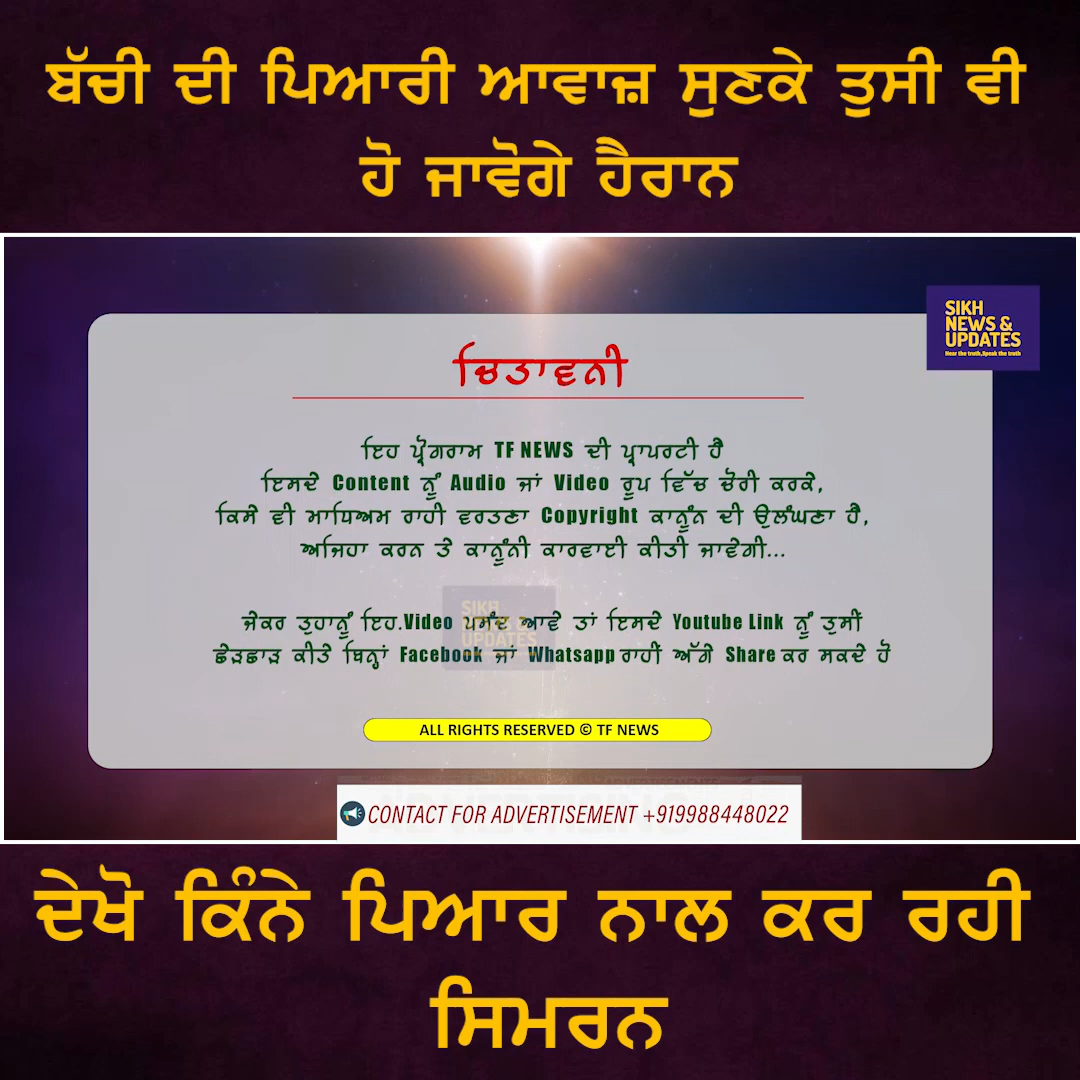 ਬੱਚੀ ਦੀ ਪਿਆਰੀ ਆਵਾਜ਼ ਸੁਣਕੇ ਤੁਸੀ ਵੀ
ਹੋ ਜਾਵੋਗੇ ਹੈਰਾਨ
SIKH
NEWS &
UPDATES
Hear the truth,Speak the truth
ਚਿਤਾਵਨੀ
ਇਹ ਪ੍ਰੋਗਰਾਮ TF NEWS ਦੀ ਪ੍ਰਾਪਰਟੀ ਹੈ
ਇਸਦੇ Content ਨੂੰ Audio ਜਾਂ Video ਰੂਪ ਵਿੱਚ ਚੋਰੀ ਕਰਕੇ,
ਕਿਸੇ ਵੀ ਮਾਧਿਅਮ ਰਾਹੀ ਵਰਤਣਾ Copyright ਕਾਨੂੰਨ ਦੀ ਉਲੰਘਣਾ ਹੈ,
ਅਜਿਹਾ ਕਰਨ ਤੇ ਕਾਨੂੰਨੀ ਕਾਰਵਾਈ ਕੀਤੀ ਜਾਵੇਗੀ...
ਜੇਕਰ ਤੁਹਾਨੂੰ ਇਹ.Video ਪਸੰਦ ਆਵੇ ਤਾਂ ਇਸਦੇ Youtube Link ਨੂੰ ਤੁਸੀਂ
ਛੇੜਛਾੜ ਕੀਤੇ ਬਿਨ੍ਹਾਂ Facebook ਜਾਂ Whatsapp ਰਾਹੀਂ ਅੱਗੇ Share ਕਰ ਸਕਦੇ ਹੋ
SIKH
NEWS &
UPDATES
ALL RIGHTS RESERVED © TF NEWS
CONTACT FOR ADVERTISEMENT +919988448022
ਦੇਖੋ ਕਿੰਨੇ ਪਿਆਰ ਨਾਲ ਕਰ ਰਹੀ
ਸਿਮਰਨ